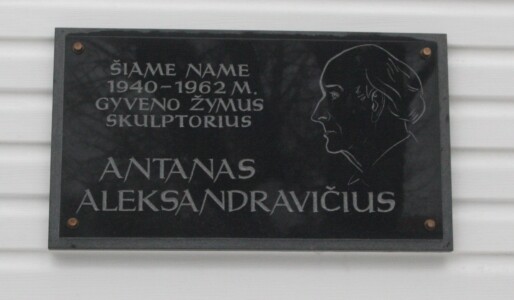 ŠIAME NAME
1940–1962 M.
GYVENO ŽYMUS
SKULPTORIUS
ANTANAS
ALEKSANDRAVIČIUS